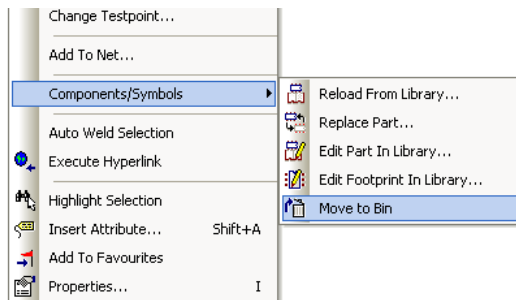 Change Testpoint...
Add To Net...
Components/Symbols
Auto Weld Selection
Execute Hyperlink
Highlight Selection
Insert Attribute... Shift+A
Add To Favourites
Properties... I
Reload From Library...
Replace Part...
Edit Part In Library...
Edit Footprint In Library...
Move to Bin